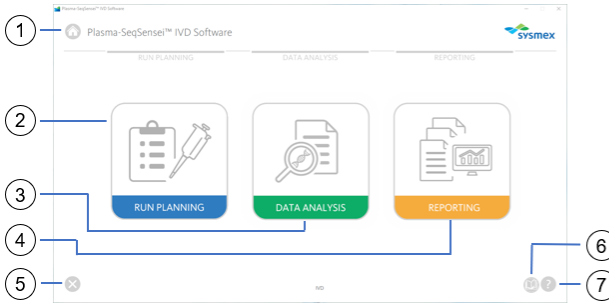 Plasma-SeqSensei™ IVD Software
1
Plasma-SeqSensei™ IVD Software
sysmex
RUN PLANNING DATA ANALYSIS REPORTING
2
RUN PLANNING DATA ANALYSIS REPORTING
3
4
5
IVD
6
?
7